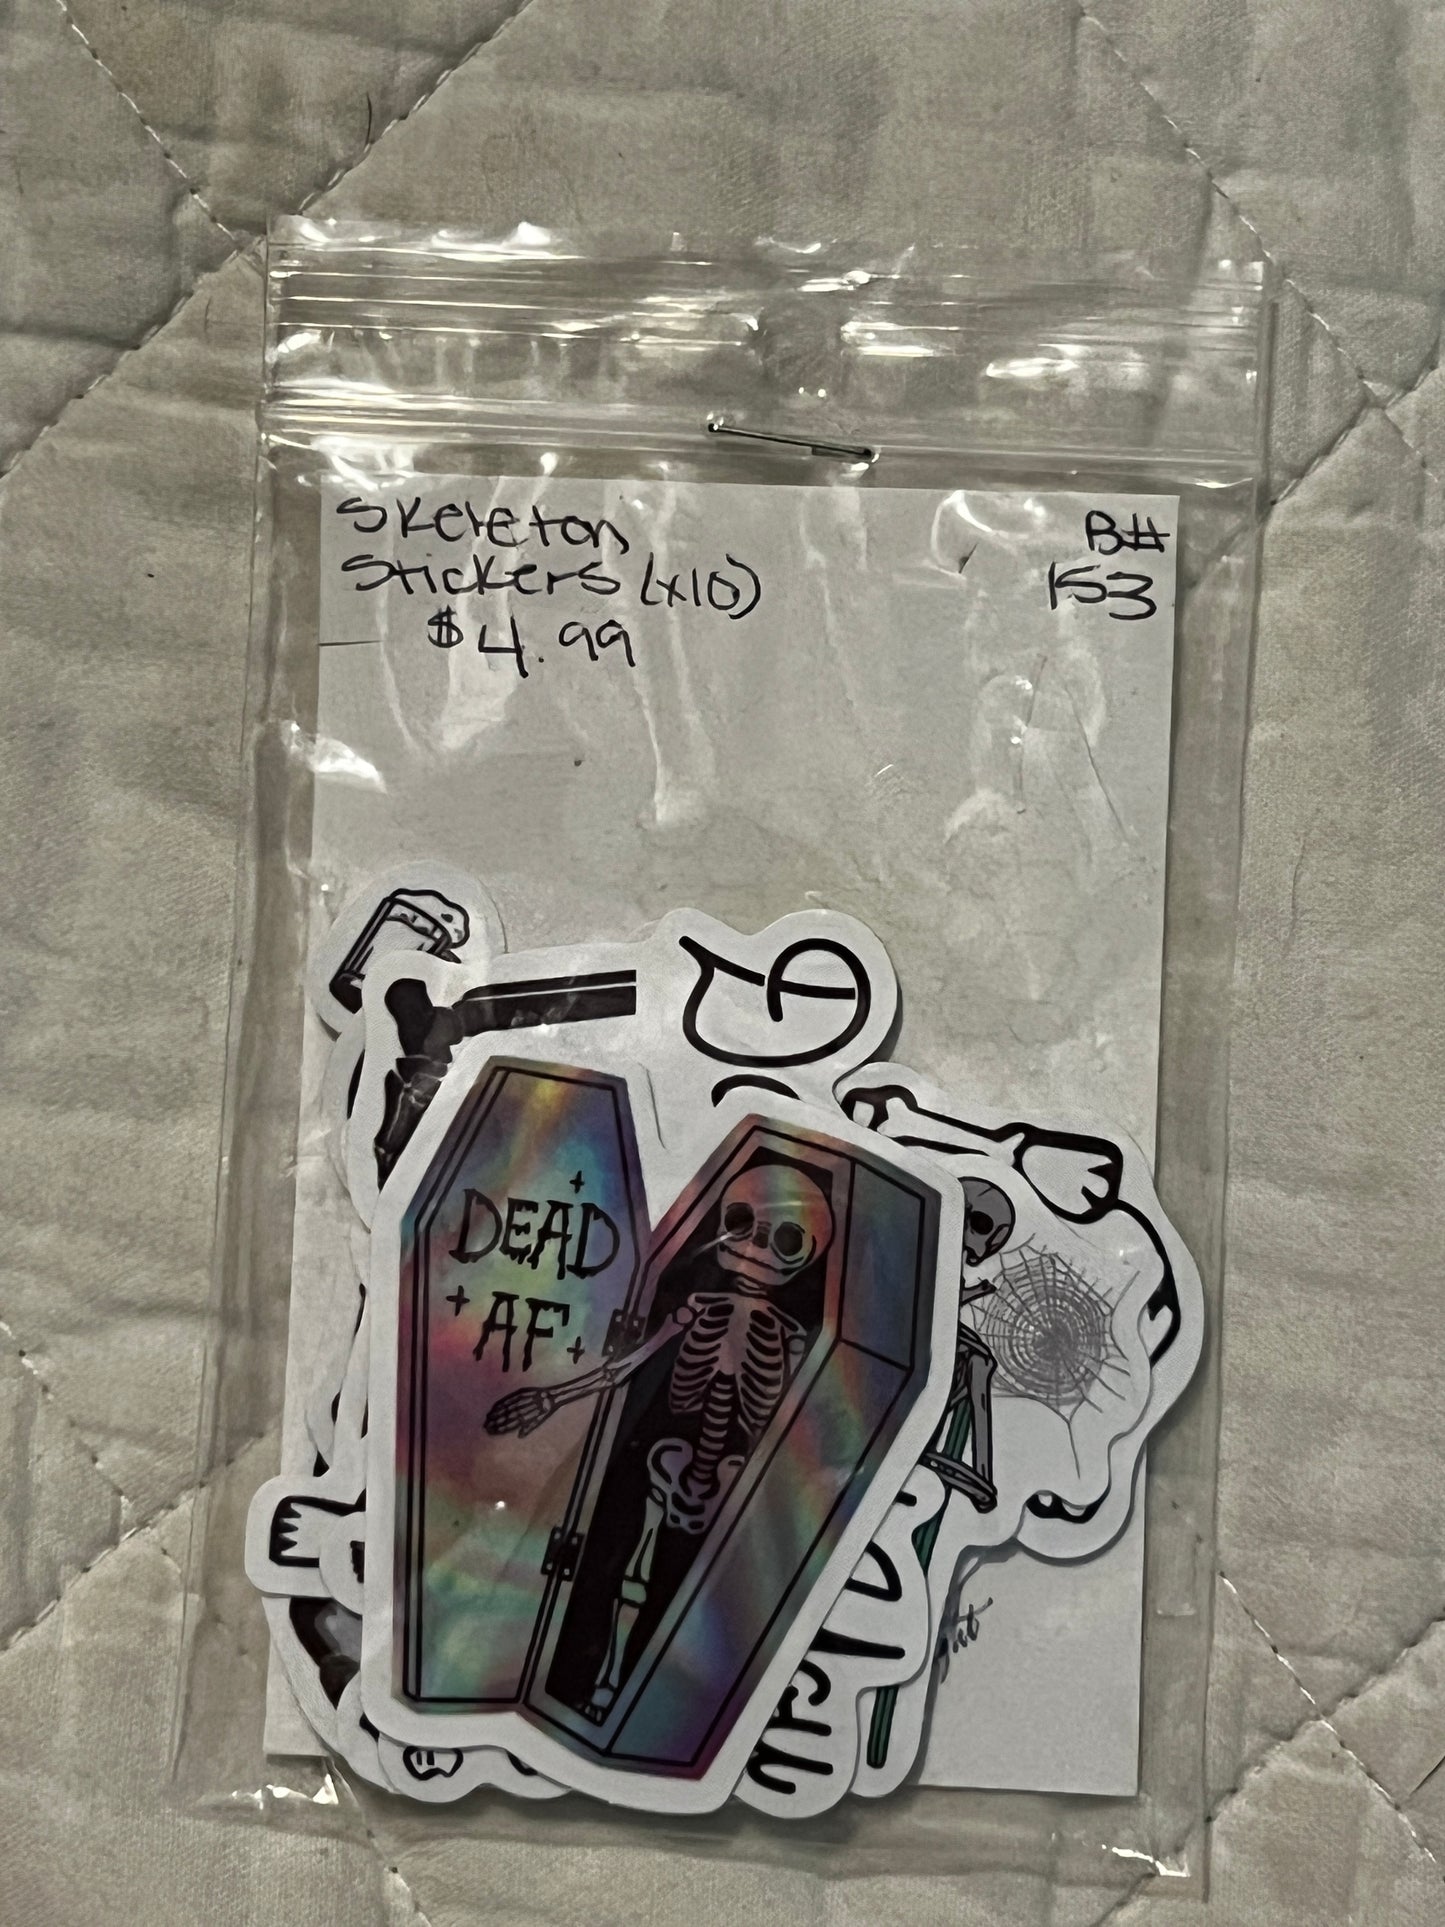 Skeleton
Stickers (x10)
$4.99
B#
153
DEAD
AF